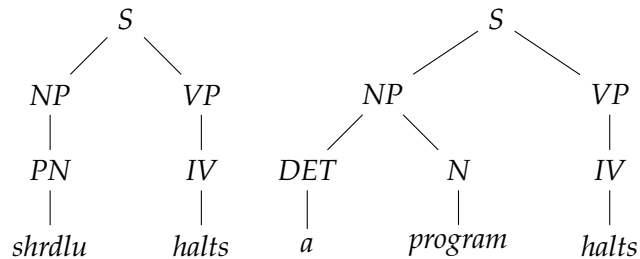 S S
NP VP NP VP
PN IV DET N IV
shrdlu halts a program halts